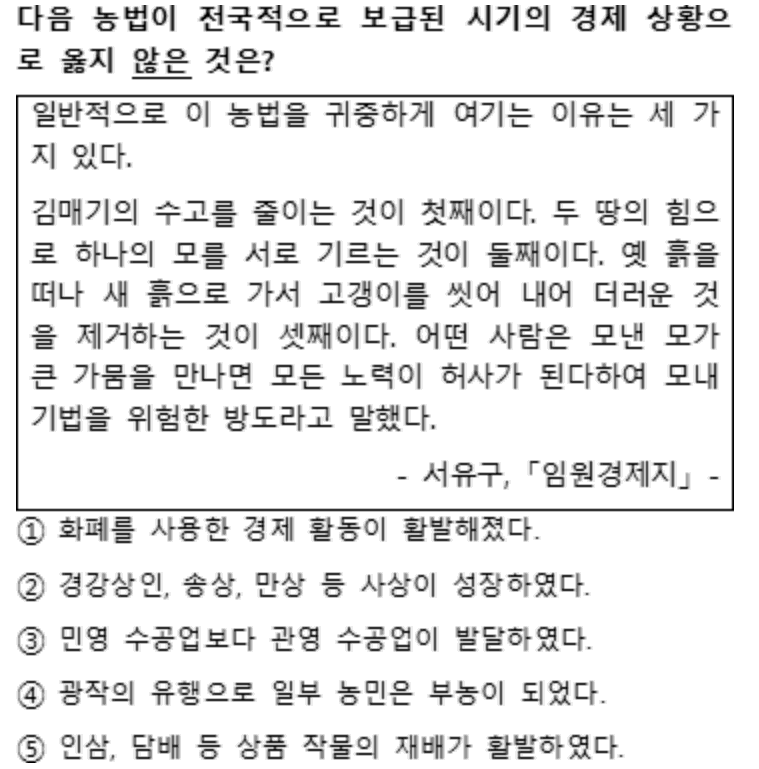 다음 농법이 전국적으로 보급된 시기의 경제 상황으
로 옳지 않은 것은?
일반적으로 이 농법을 귀중하게 여기는 이유는 세 가
지 있다.
김매기의 수고를 줄이는 것이 첫째이다. 두 땅의 힘으
로 하나의 모를 서로 기르는 것이 둘째이다. 옛 흙을
떠나 새 흙으로 가서 고갱이를 씻어 내어 더러운 것
을 제거하는 것이 셋째이다. 어떤 사람은 모낸 모가
큰 가뭄을 만나면 모든 노력이 허사가 된다하여 모내
기법을 위험한 방도라고 말했다.
- 서유구, 「임원경제지」 -
① 화폐를 사용한 경제 활동이 활발해졌다.
② 경강상인, 송상, 만상 등 사상이 성장하였다.
③ 민영 수공업보다 관영 수공업이 발달하였다.
④ 광작의 유행으로 일부 농민은 부농이 되었다.
⑤ 인삼, 담배 등 상품 작물의 재배가 활발하였다.